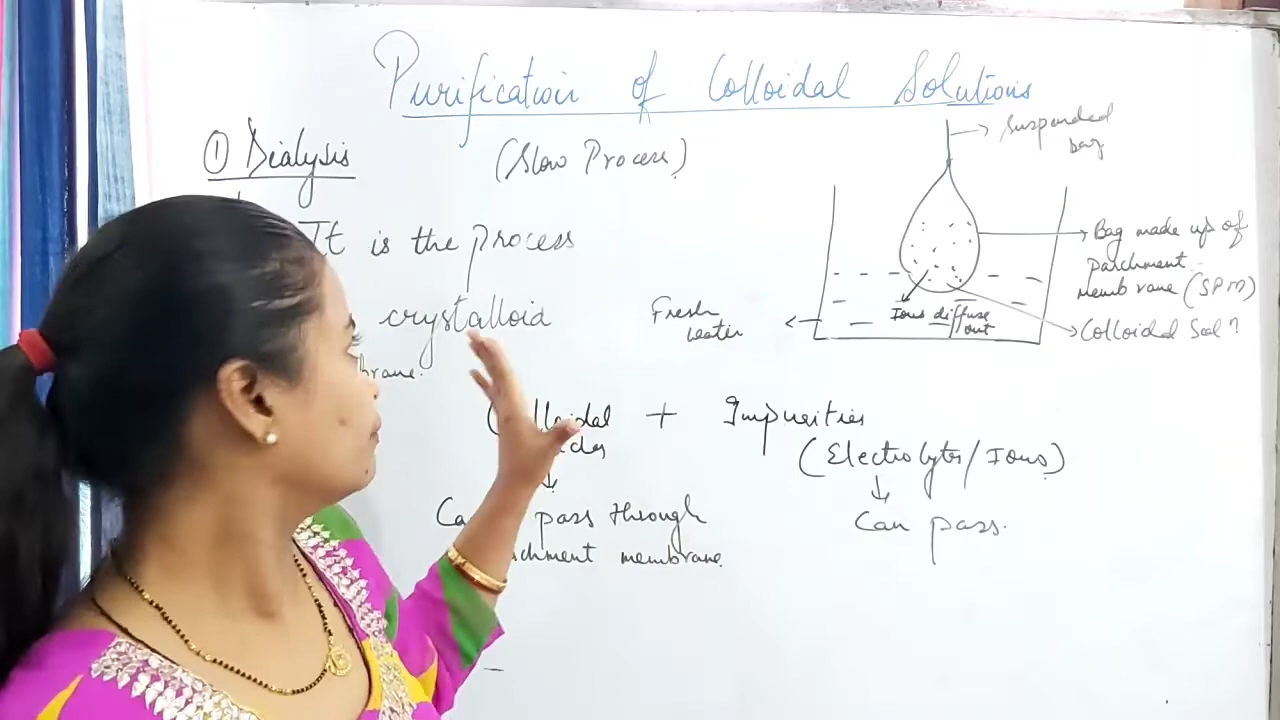 Purification of Colloidal Solutions
① Dialysis (Slow Process)
It is the process
crystalloid
brane.
Suspended
bag
Bag made up of
parchment
membrane (SPM)
Colloidal Sol?
Fresh
water
Ions diffuse
out
Colloidal + Impurities
(Electrolytes/Ions)
↓
↓
pass through
Can pass.
chment membrane.